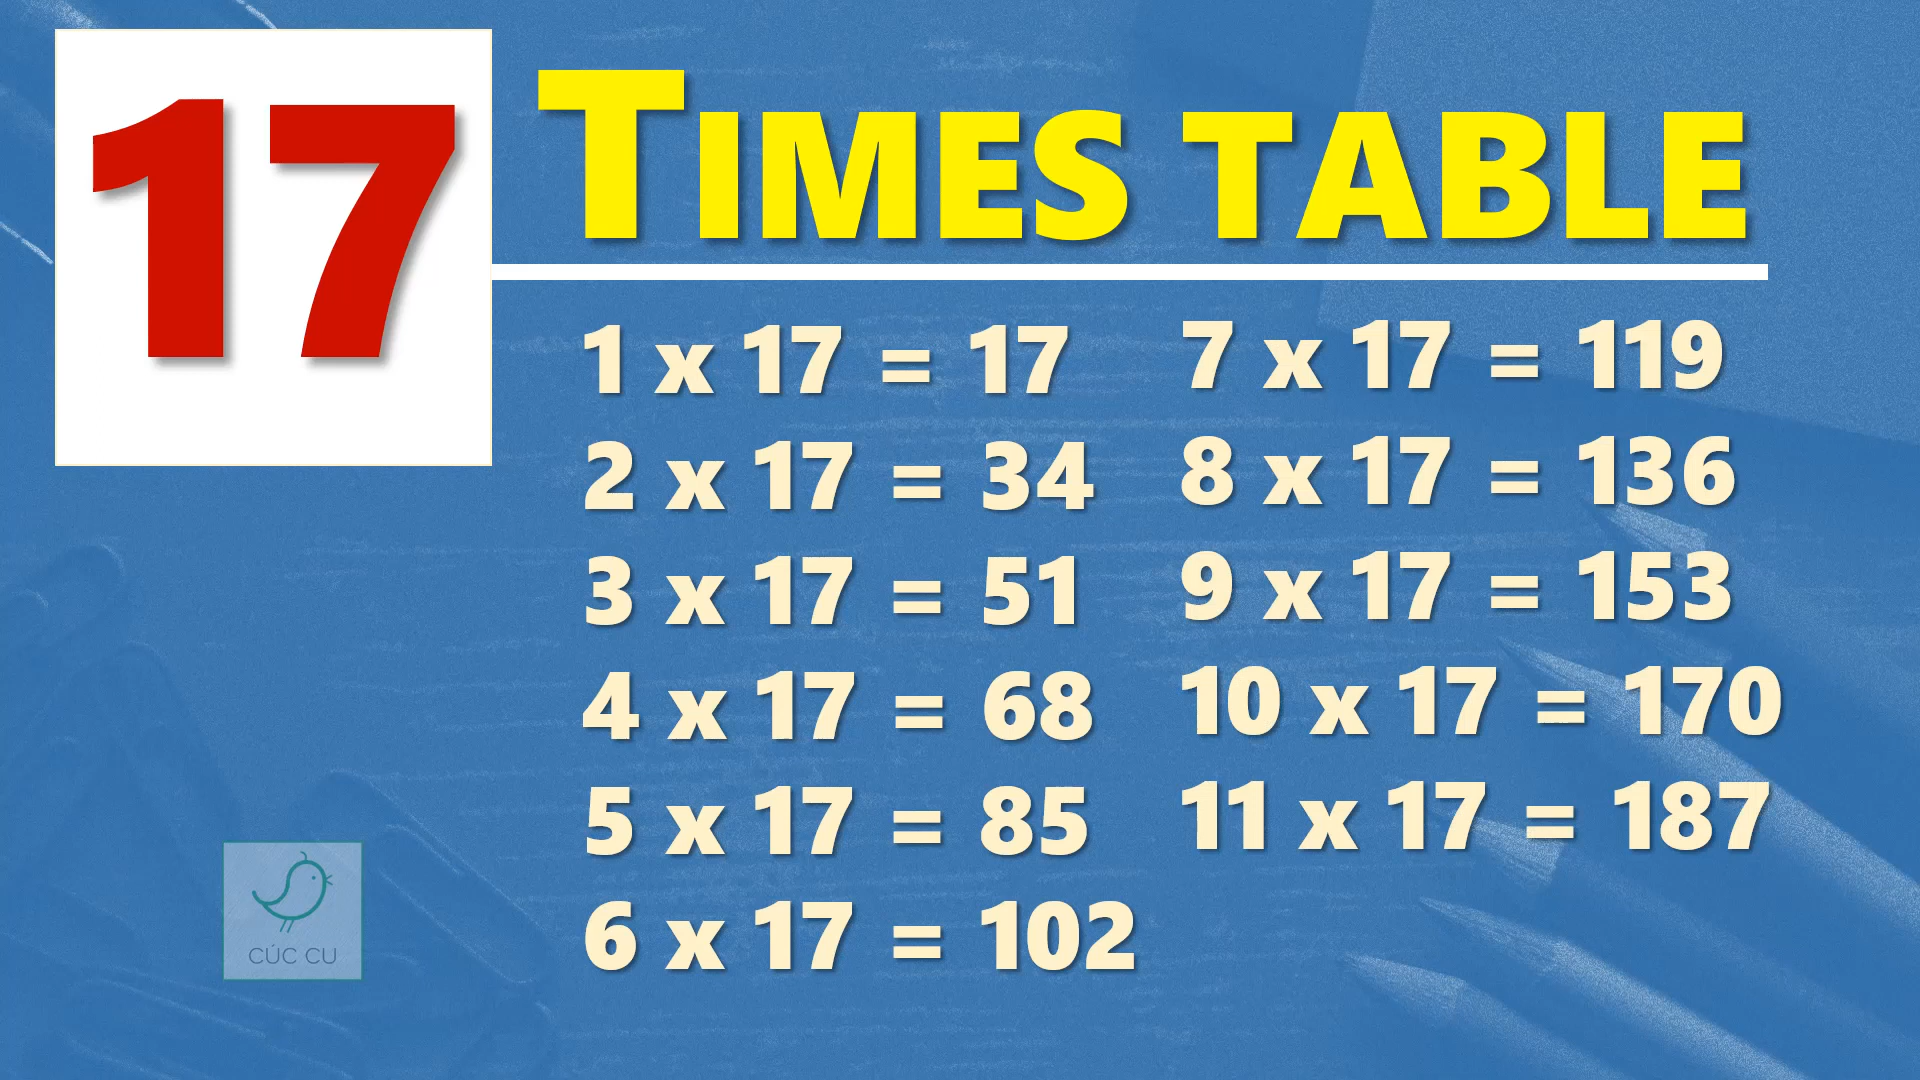 17
TIMES TABLE
1 x 17 = 17
2 x 17 = 34
3 x 17 = 51
4 x 17 = 68
5 x 17 = 85
6 x 17 = 102
7 x 17 = 119
8 x 17 = 136
9 x 17 = 153
10 x 17 = 170
11 x 17 = 187
CÚC CU